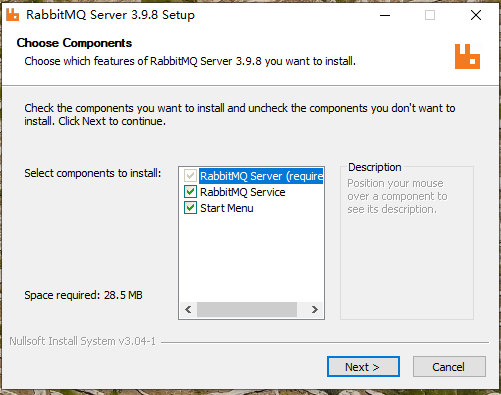 RabbitMQ Server 3.9.8 Setup
Choose Components
Choose which features of RabbitMQ Server 3.9.8 you want to install.
Check the components you want to install and uncheck the components you don't want to
install. Click Next to continue.
Select components to install:
RabbitMQ Server (require
RabbitMQ Service
Start Menu
Description
Position your mouse
over a component to
see its description.
Space required: 28.5 MB
Nullsoft Install System v3.04-1
Next >
Cancel